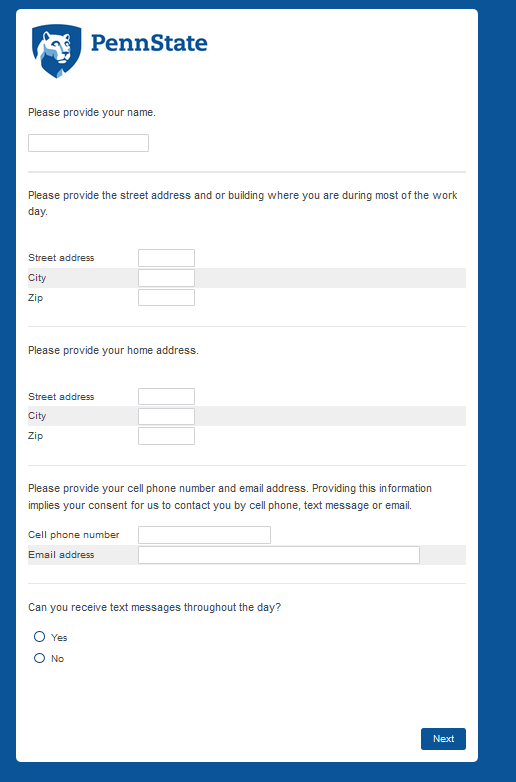 PennState
Please provide your name.
Please provide the street address and or building where you are during most of the work
day.
Street address
City
Zip
Please provide your home address.
Street address
City
Zip
Please provide your cell phone number and email address. Providing this information
implies your consent for us to contact you by cell phone, text message or email.
Cell phone number
Email address
Can you receive text messages throughout the day?
Yes
No
Next